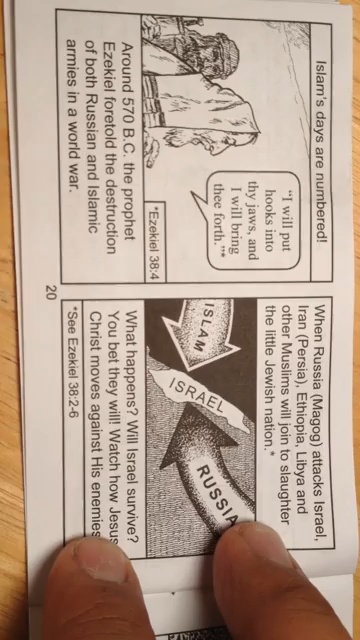 Islam's days are numbered!
"I will put
hooks into
thy jaws, and
I will bring
thee forth."*
*Ezekiel 38:4
Around 570 B.C. the prophet
Ezekiel foretold the destruction
of both Russian and Islamic
armies in a world war.
20
When Russia (Magog) attacks Israel,
Iran (Persia), Ethiopia, Libya and
other Muslims will join to slaughter
the little Jewish nation.*
ISLAM
ISRAEL
RUSSIA
What happens? Will Israel survive?
You bet they will! Watch how Jesus
Christ moves against His enemies
*See Ezekiel 38:2-6